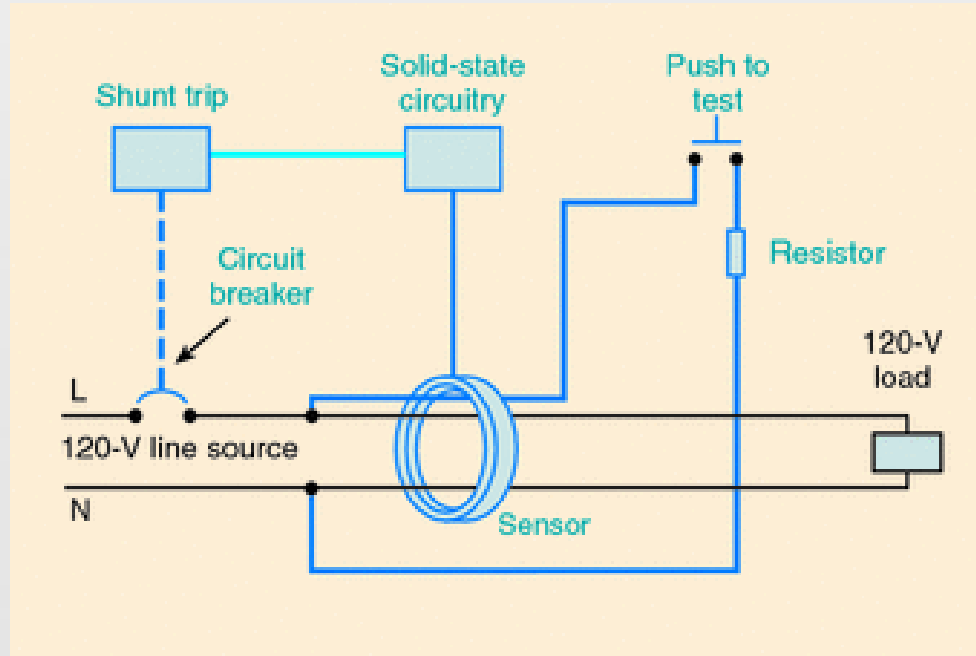 Shunt trip
Solid-state
circuitry
Push to
test
Circuit
breaker
Resistor
120-V
load
L
120-V line source
N
Sensor